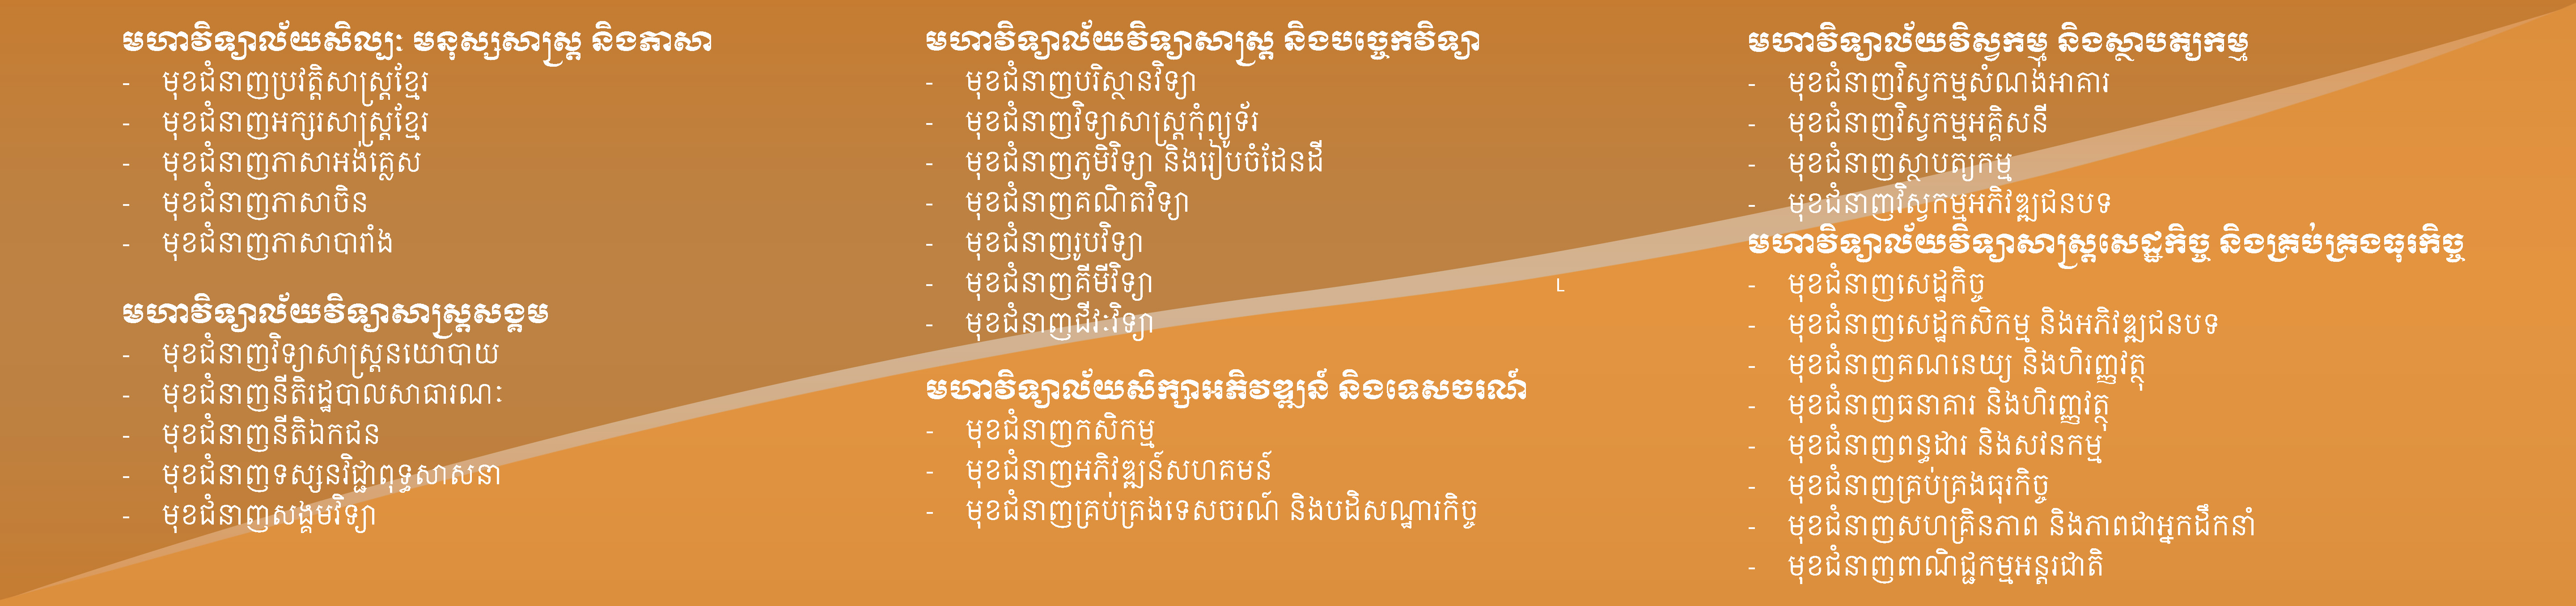 មហាវិទ្យាល័យសិល្បៈ មនុស្សសាស្ត្រ និងភាសា
- មុខជំនាញប្រវត្តិសាស្ត្រខ្មែរ
- មុខជំនាញអក្សរសាស្ត្រខ្មែរ
- មុខជំនាញភាសាអង់គ្លេស
- មុខជំនាញភាសាចិន
- មុខជំនាញភាសាបារាំង
មហាវិទ្យាល័យវិទ្យាសាស្ត្រសង្គម
- មុខជំនាញវិទ្យាសាស្ត្រនយោបាយ
- មុខជំនាញនីតិរដ្ឋបាលសាធារណៈ
- មុខជំនាញនីតិឯកជន
- មុខជំនាញទស្សនវិជ្ជាពុទ្ធសាសនា
- មុខជំនាញសង្គមវិទ្យា
មហាវិទ្យាល័យវិទ្យាសាស្ត្រ និងបច្ចេកវិទ្យា
- មុខជំនាញបរិស្ថានវិទ្យា
- មុខជំនាញវិទ្យាសាស្ត្រកុំព្យូទ័រ
- មុខជំនាញភូមិវិទ្យា និងរៀបចំដែនដី
- មុខជំនាញគណិតវិទ្យា
- មុខជំនាញរូបវិទ្យា
- មុខជំនាញគីមីវិទ្យា
- មុខជំនាញជីវៈវិទ្យា
L
មហាវិទ្យាល័យសិក្សាអភិវឌ្ឍន៍ និងទេសចរណ៍
- មុខជំនាញកសិកម្ម
- មុខជំនាញអភិវឌ្ឍន៍សហគមន៍
- មុខជំនាញគ្រប់គ្រងទេសចរណ៍ និងបដិសណ្ឋារកិច្ច
មហាវិទ្យាល័យវិស្វកម្ម និងស្ថាបត្យកម្ម
- មុខជំនាញវិស្វកម្មសំណង់អាគារ
- មុខជំនាញវិស្វកម្មអគ្គិសនី
- មុខជំនាញស្ថាបត្យកម្ម
- មុខជំនាញវិស្វកម្មអភិវឌ្ឍជនបទ
មហាវិទ្យាល័យវិទ្យាសាស្ត្រសេដ្ឋកិច្ច និងគ្រប់គ្រងធុរកិច្ច
- មុខជំនាញសេដ្ឋកិច្ច
- មុខជំនាញសេដ្ឋកសិកម្ម និងអភិវឌ្ឍជនបទ
- មុខជំនាញគណនេយ្យ និងហិរញ្ញវត្ថុ
- មុខជំនាញធនាគារ និងហិរញ្ញវត្ថុ
- មុខជំនាញពន្ធដារ និងសវនកម្ម
- មុខជំនាញគ្រប់គ្រងធុរកិច្ច
- មុខជំនាញសហគ្រិនភាព និងភាពជាអ្នកដឹកនាំ
- មុខជំនាញពាណិជ្ជកម្មអន្តរជាតិ